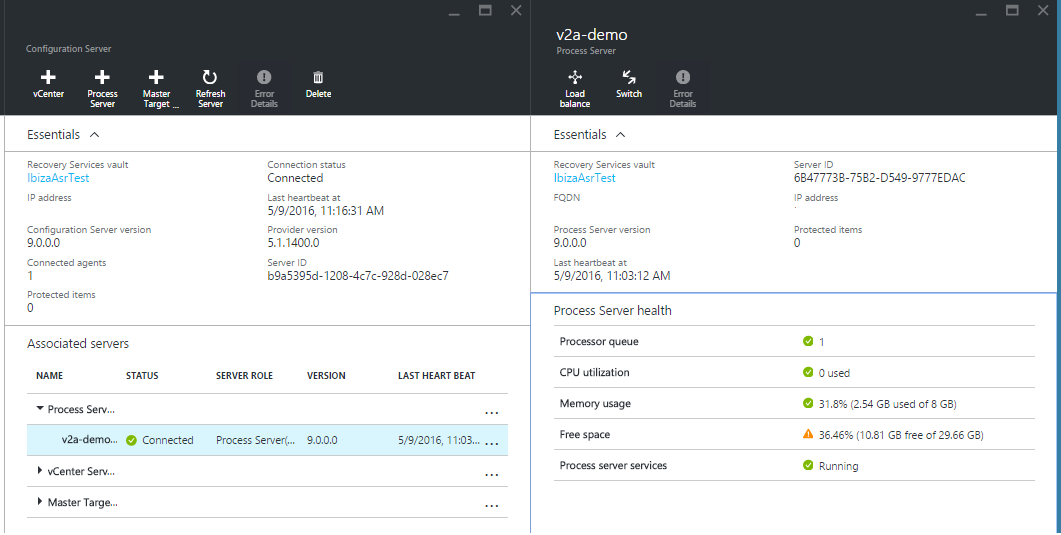 Configuration Server
vCenter
Process
Server
Master
Target ...
Refresh
Server
Error
Details
Delete
Essentials
Recovery Services vault
IbizaAsrTest
IP address
Configuration Server version
9.0.0.0
Connected agents
1
Protected items
0
Connection status
Connected
Last heartbeat at
5/9/2016, 11:16:31 AM
Provider version
5.1.1400.0
Server ID
b9a5395d-1208-4c7c-928d-028ec7
Associated servers
NAME STATUS SERVER ROLE VERSION LAST HEART BEAT
Process Serv... ...
v2a-demo... Connected Process Server(... 9.0.0.0 5/9/2016, 11:03... ...
vCenter Serv... ...
Master Targe... ...
v2a-demo
Process Server
Load
balance
Switch
Error
Details
Essentials
Recovery Services vault
IbizaAsrTest
FQDN
Process Server version
9.0.0.0
Last heartbeat at
5/9/2016, 11:03:12 AM
Server ID
6B47773B-75B2-D549-9777EDAC
IP address
Protected items
0
Process Server health
Processor queue 1
CPU utilization 0 used
Memory usage 31.8% (2.54 GB used of 8 GB)
Free space 36.46% (10.81 GB free of 29.66 GB)
Process server services Running